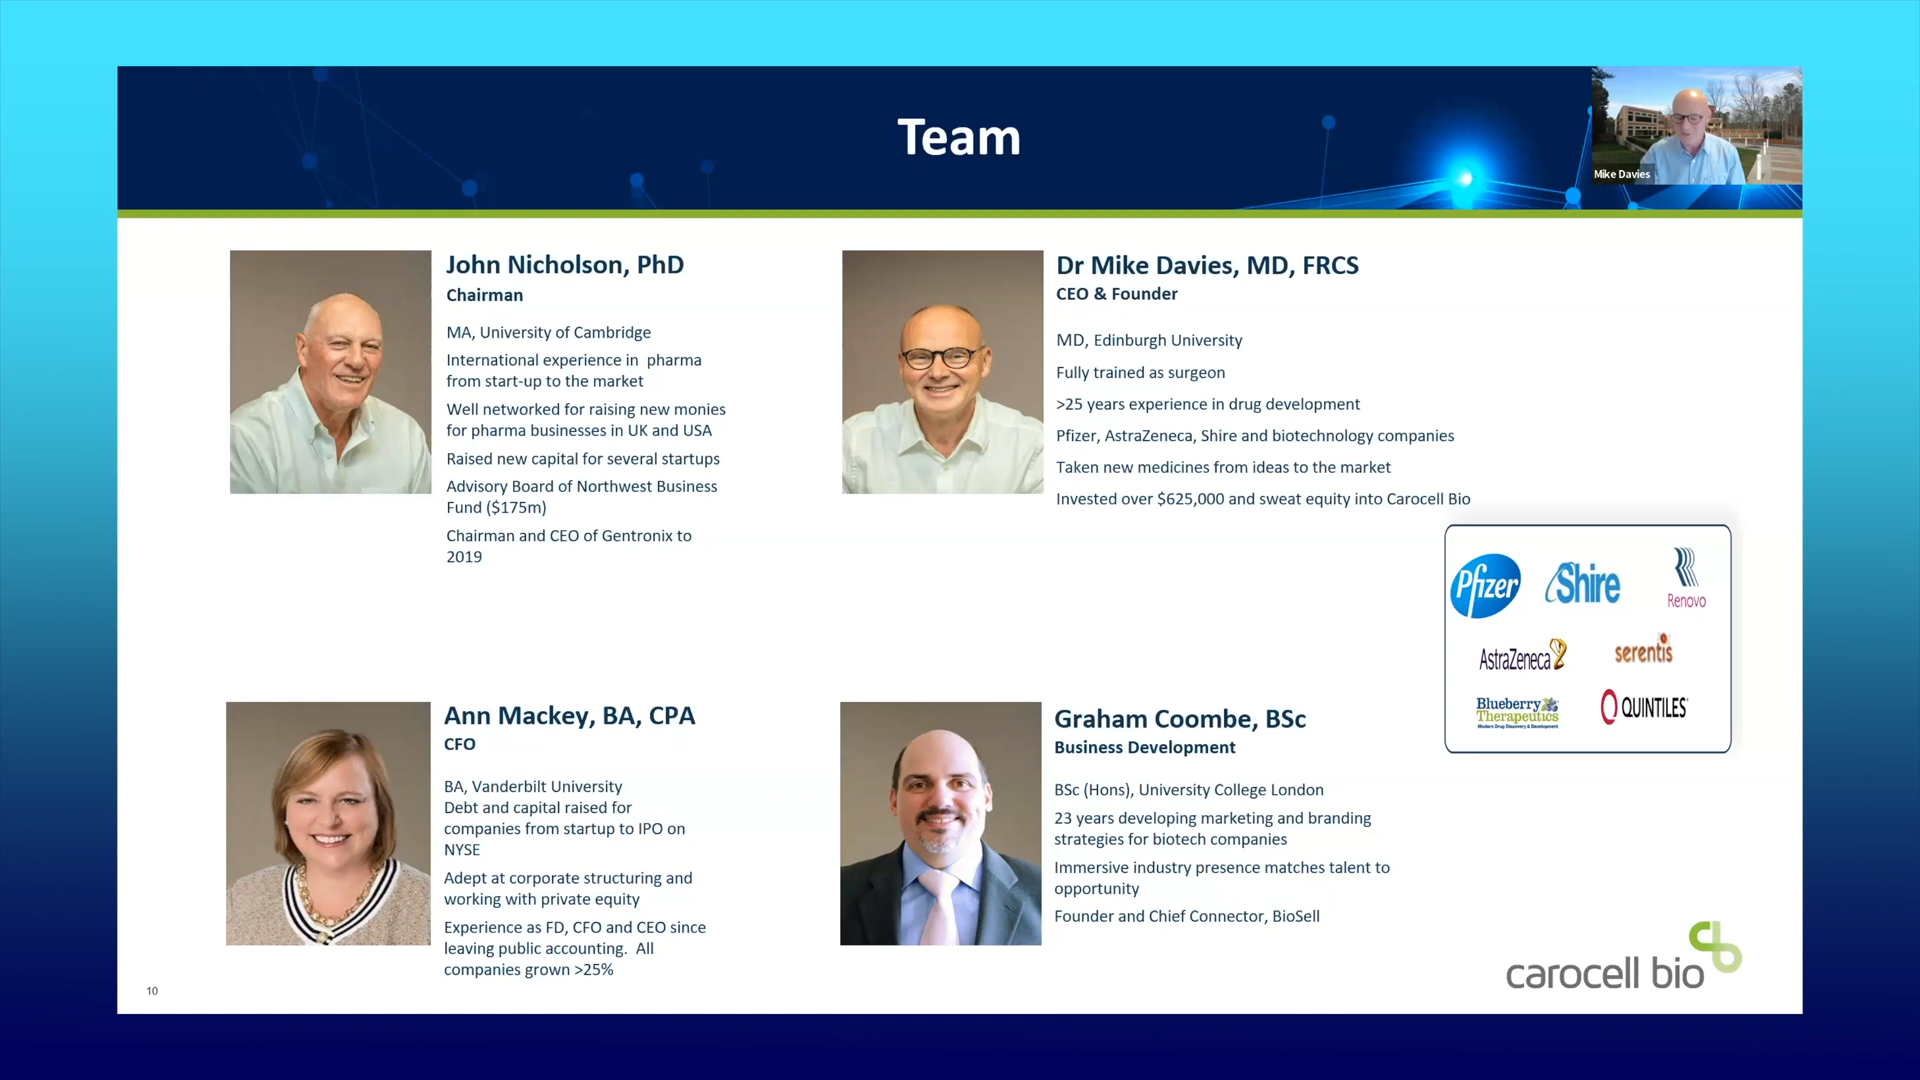 Team
Mike Davies
John Nicholson, PhD
Chairman
MA, University of Cambridge
International experience in  pharma
from start-up to the market
Well networked for raising new monies
for pharma businesses in UK and USA
Raised new capital for several startups
Advisory Board of Northwest Business
Fund ($175m)
Chairman and CEO of Gentronix to
2019
Dr Mike Davies, MD, FRCS
CEO & Founder
MD, Edinburgh University
Fully trained as surgeon
>25 years experience in drug development
Pfizer, AstraZeneca, Shire and biotechnology companies
Taken new medicines from ideas to the market
Invested over $625,000 and sweat equity into Carocell Bio
Pfizer
Shire
Renovo
AstraZeneca
serentis
Blueberry
Therapeutics
Modern Drug Discovery & Development
QUINTILES
Ann Mackey, BA, CPA
CFO
BA, Vanderbilt University
Debt and capital raised for
companies from startup to IPO on
NYSE
Adept at corporate structuring and
working with private equity
Experience as FD, CFO and CEO since
leaving public accounting.  All
companies grown >25%
Graham Coombe, BSc
Business Development
BSc (Hons), University College London
23 years developing marketing and branding
strategies for biotech companies
Immersive industry presence matches talent to
opportunity
Founder and Chief Connector, BioSell
carocell bio
10